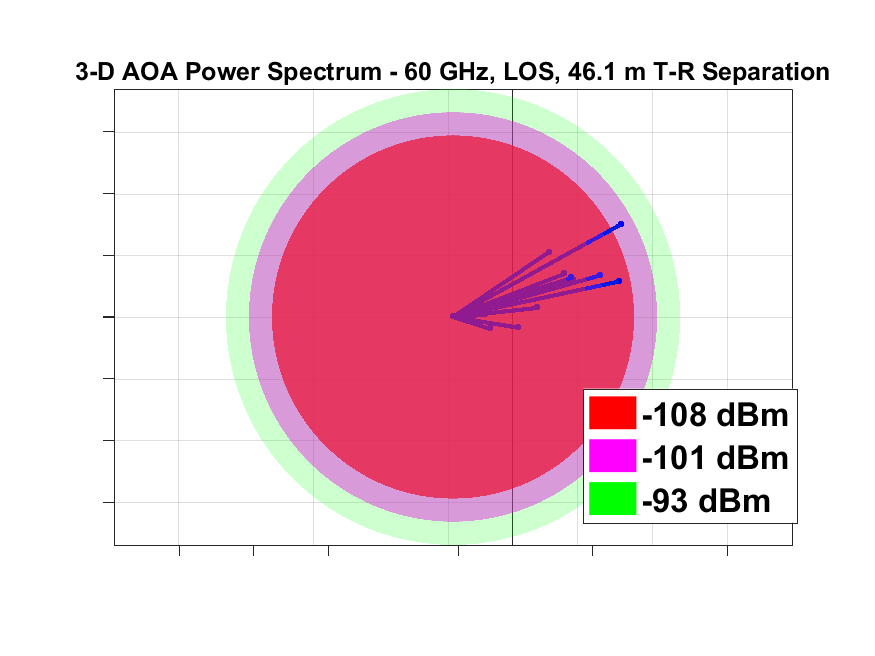 3-D AOA Power Spectrum - 60 GHz, LOS, 46.1 m T-R Separation
-108 dBm
-101 dBm
-93 dBm